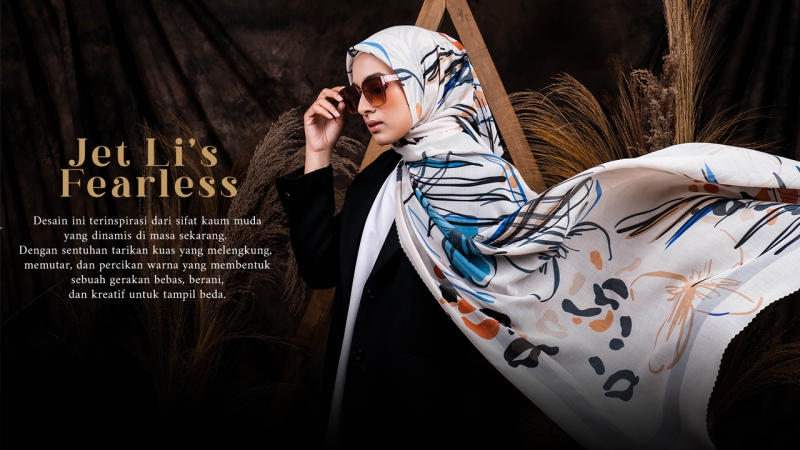 Jet Li's
Fearless
Desain ini terinspirasi dari sifat kaum muda
yang dinamis di masa sekarang.
Dengan sentuhan tarikan kuas yang melengkung,
memutar, dan percikan warna yang membentuk
sebuah gerakan bebas, berani,
dan kreatif untuk tampil beda.